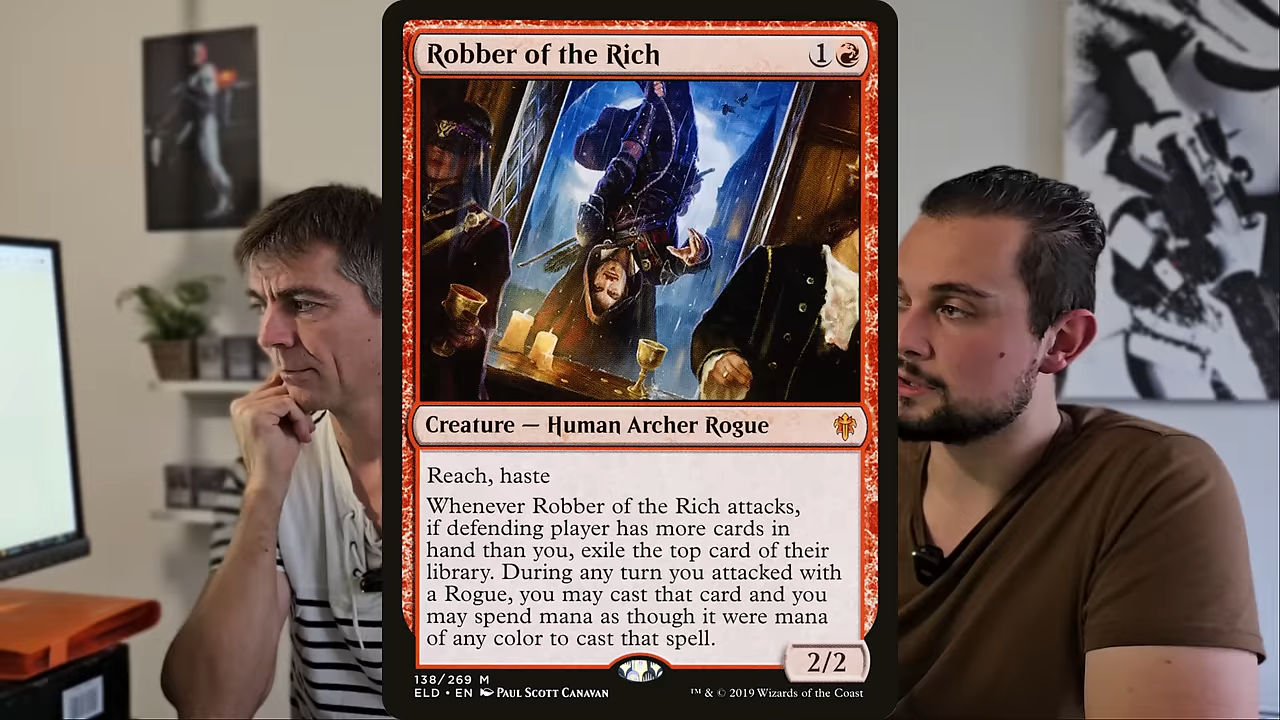 Robber of the Rich 1
Creature — Human Archer Rogue
Reach, haste
Whenever Robber of the Rich attacks,
if defending player has more cards in
hand than you, exile the top card of their
library. During any turn you attacked with
a Rogue, you may cast that card and you
may spend mana as though it were mana
of any color to cast that spell.
2/2
138/269 M
ELD • EN Paul Scott Canavan
™ & © 2019 Wizards of the Coast